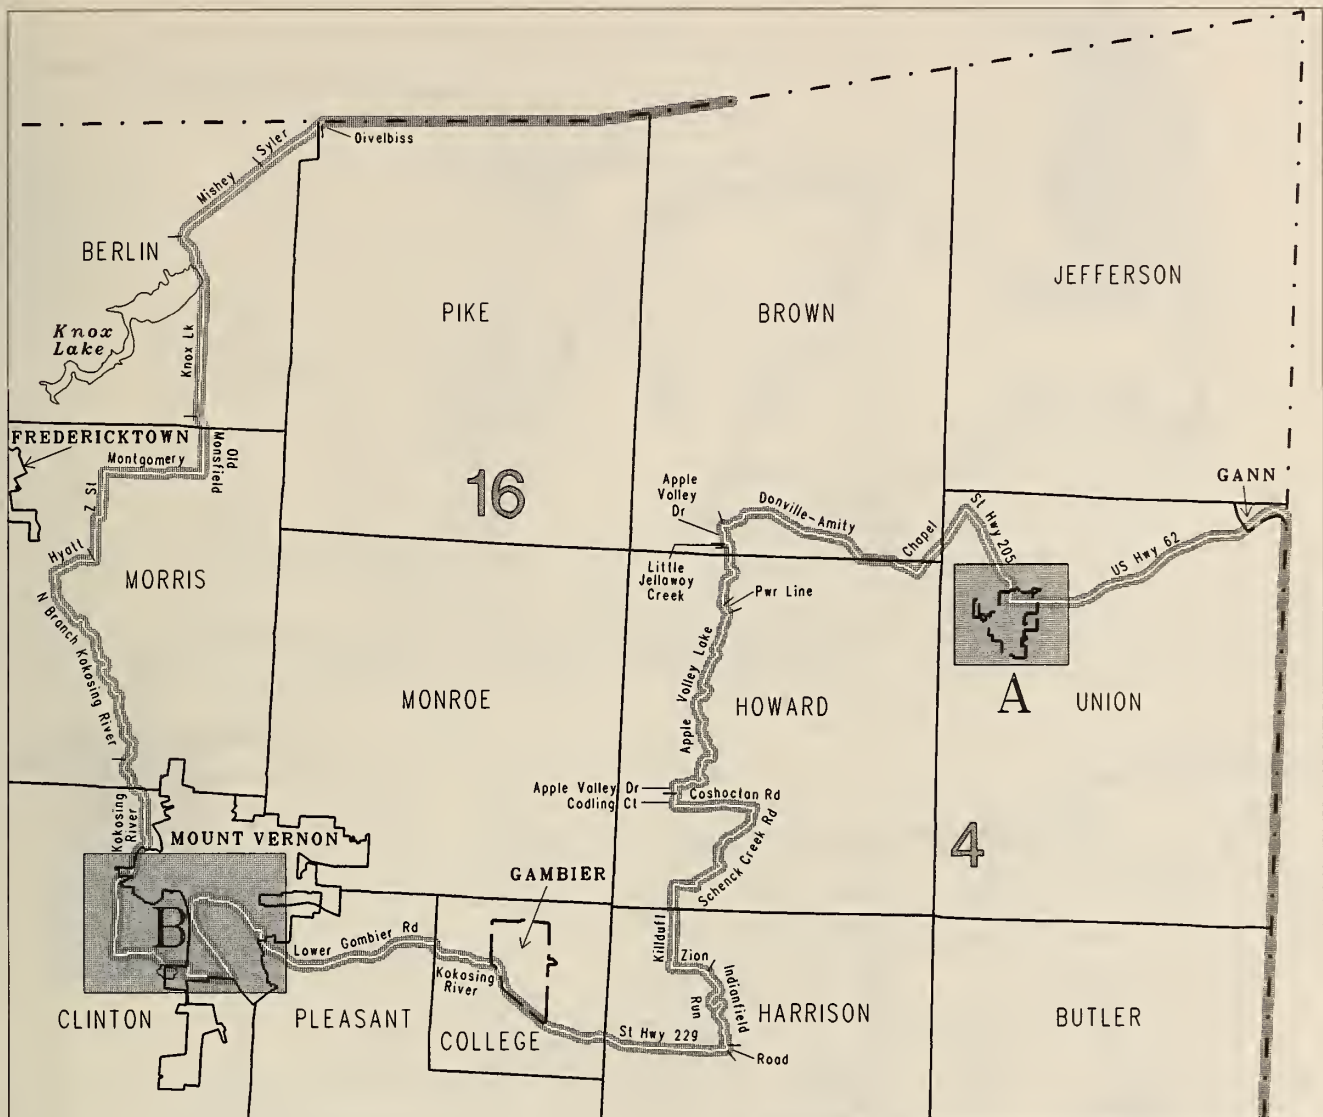 Divelbiss
Syler
Mishey
BERLIN
JEFFERSON
PIKE
BROWN
Knox
Lake
Knox Lk
FREDERICKTOWN
Old
Monsfield
Montgomery
16
Apple
Valley
Dr
Donville-Amity
GANN
Z St
Chapel
St Hwy 205
Hyatt
US Hwy 62
MORRIS
Little
Jellaway
Creek
Pwr Line
N Branch Kokosing River
Apple Valley Lake
MONROE
HOWARD
A
UNION
Apple Valley Dr
Codling Ct
Coshocton Rd
Kokosing
River
MOUNT VERNON
Schenck Creek Rd
4
GAMBIER
B
Lower Gambier Rd
Killduff
Zion
Kokosing
River
Indianfield
Run
CLINTON
PLEASANT
HARRISON
BUTLER
COLLEGE
St Hwy 229
Road